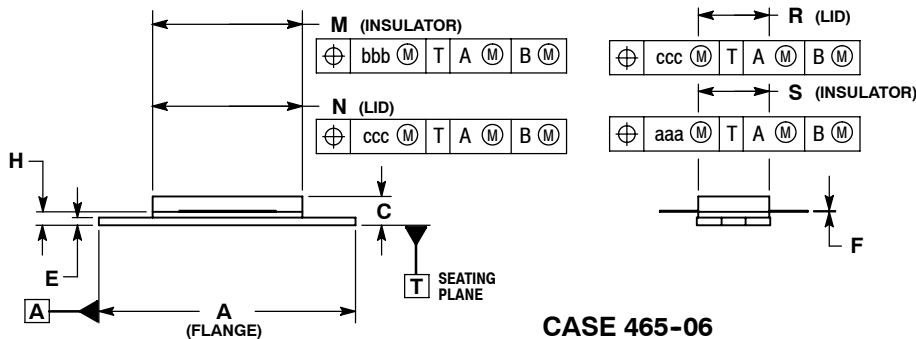 M (INSULATOR)
⌖ bbb Ⓜ T A Ⓜ B Ⓜ
N (LID)
⌖ ccc Ⓜ T A Ⓜ B Ⓜ
R (LID)
⌖ ccc Ⓜ T A Ⓜ B Ⓜ
S (INSULATOR)
⌖ aaa Ⓜ T A Ⓜ B Ⓜ
H
C
E
F
T SEATING
PLANE
A
A
(FLANGE)
CASE 465-06